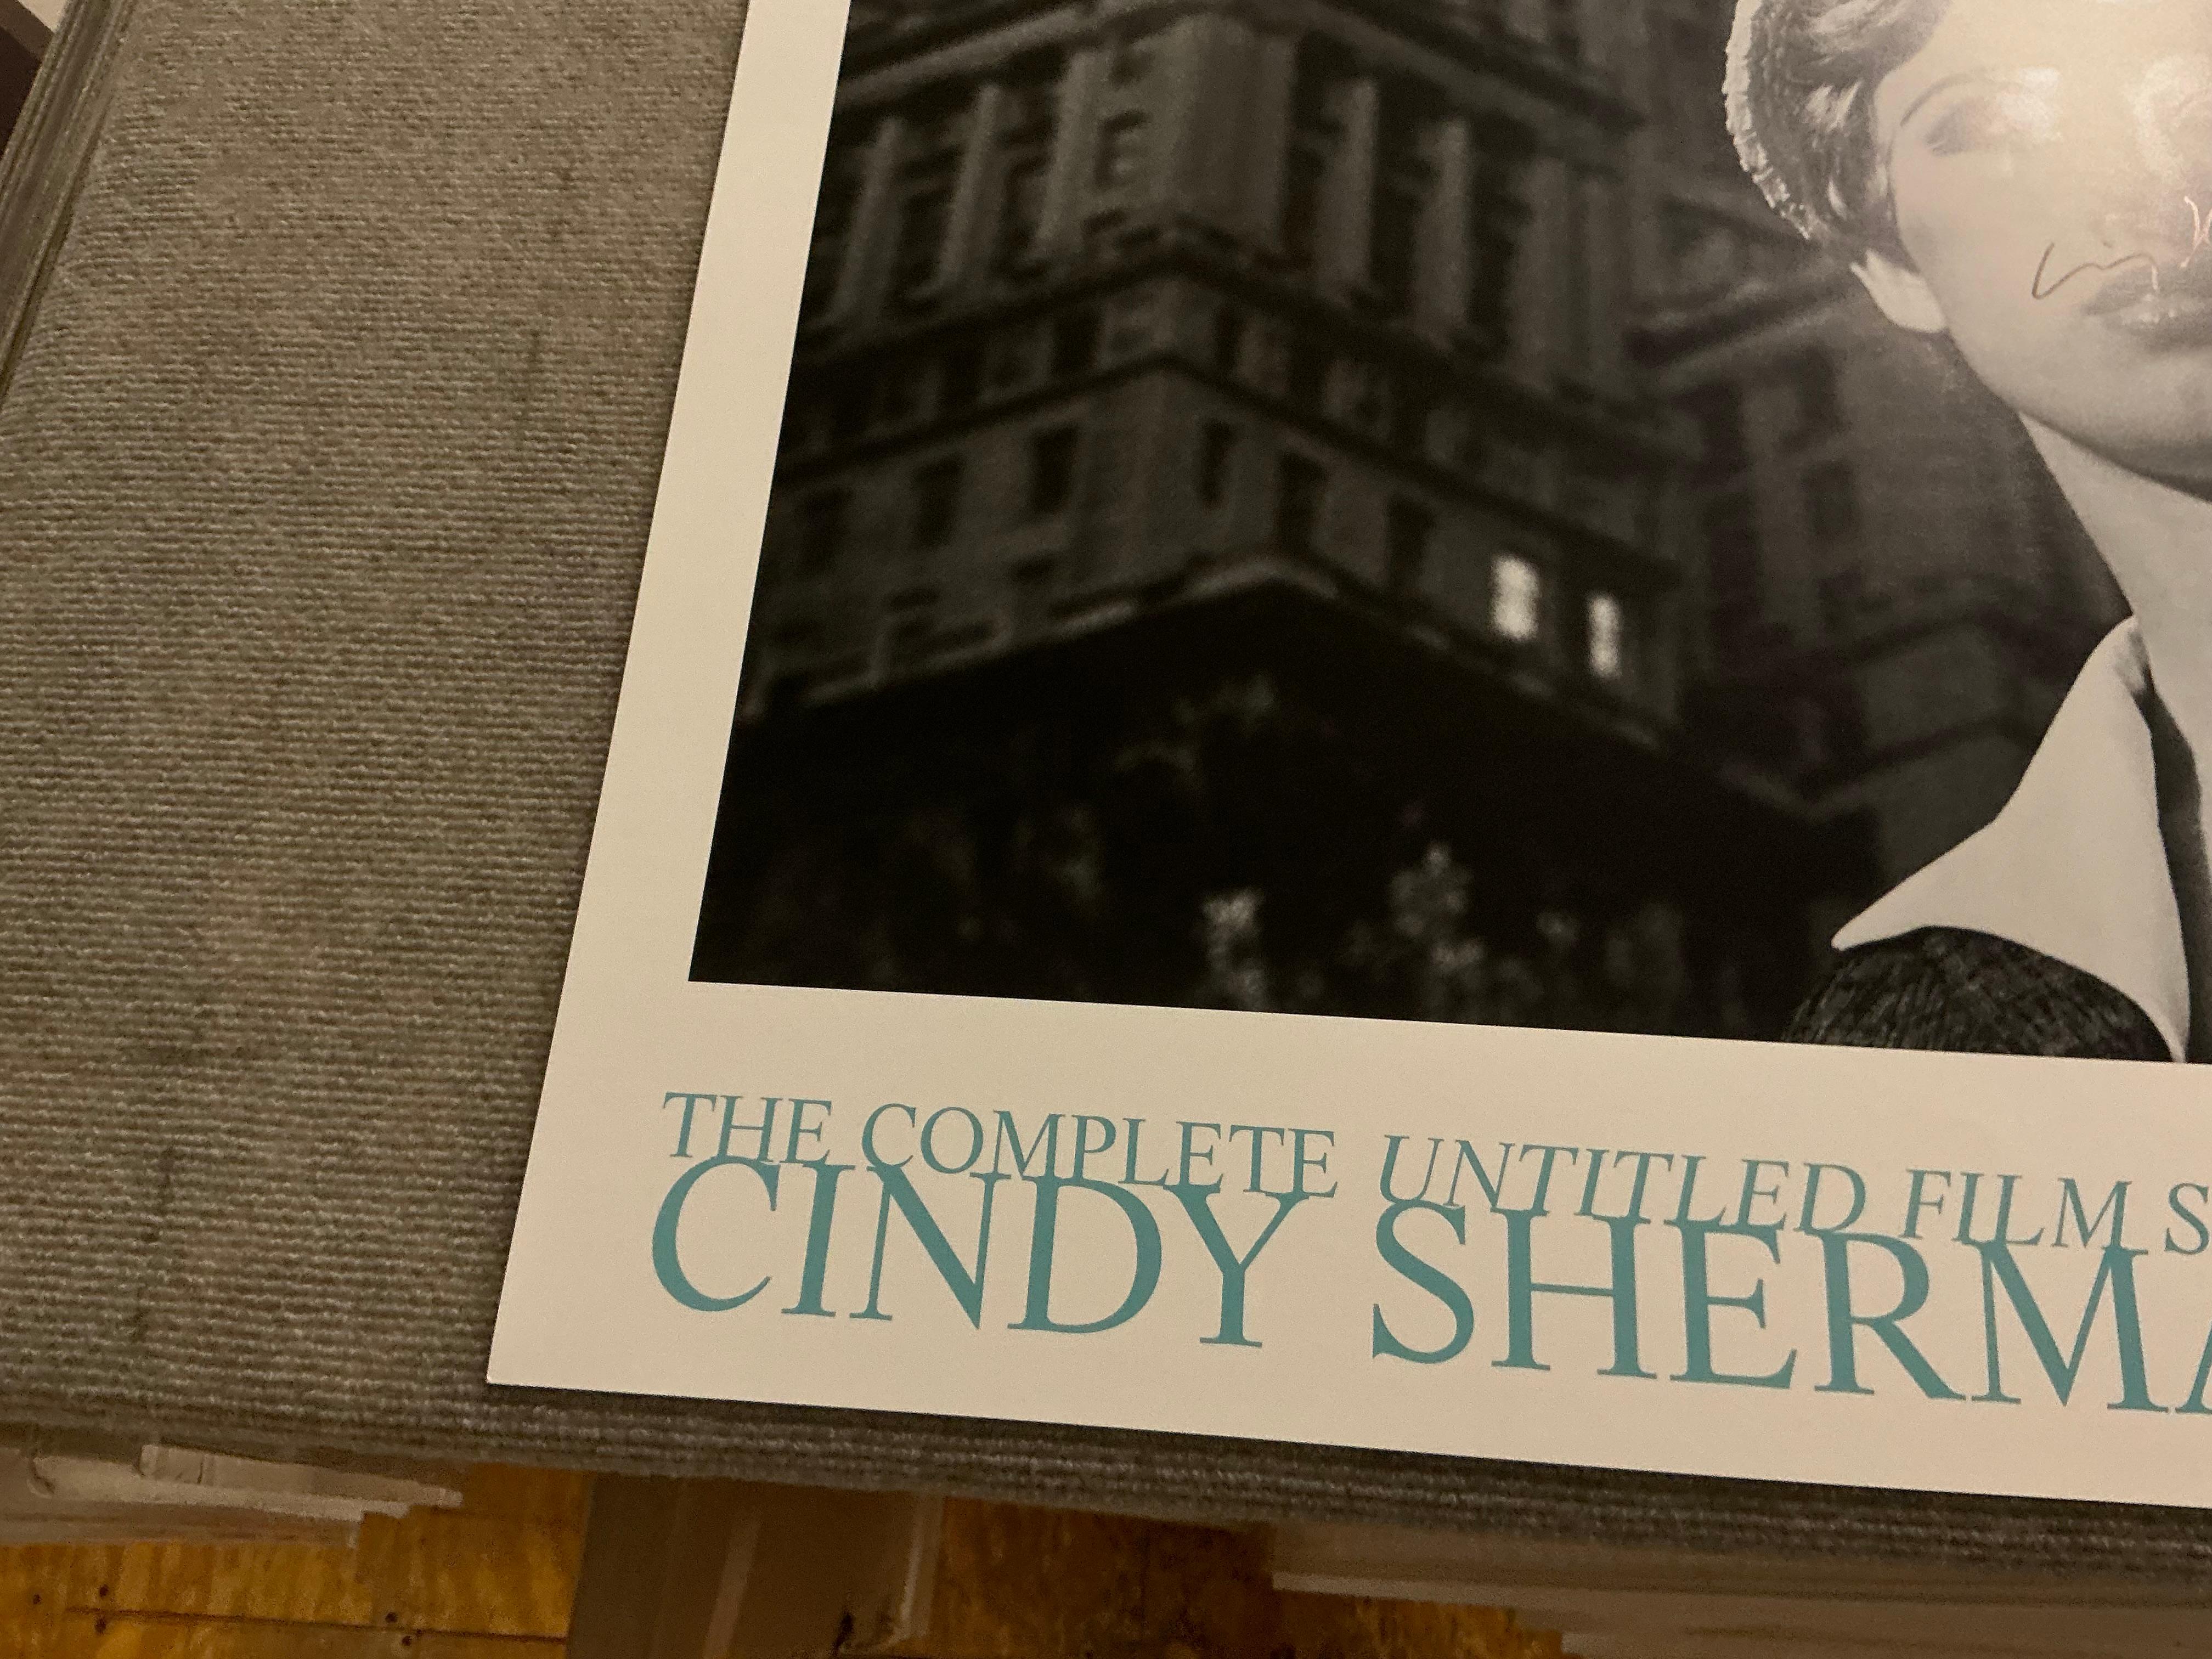 THE COMPLETE UNTITLED FILM S
CINDY SHERMA